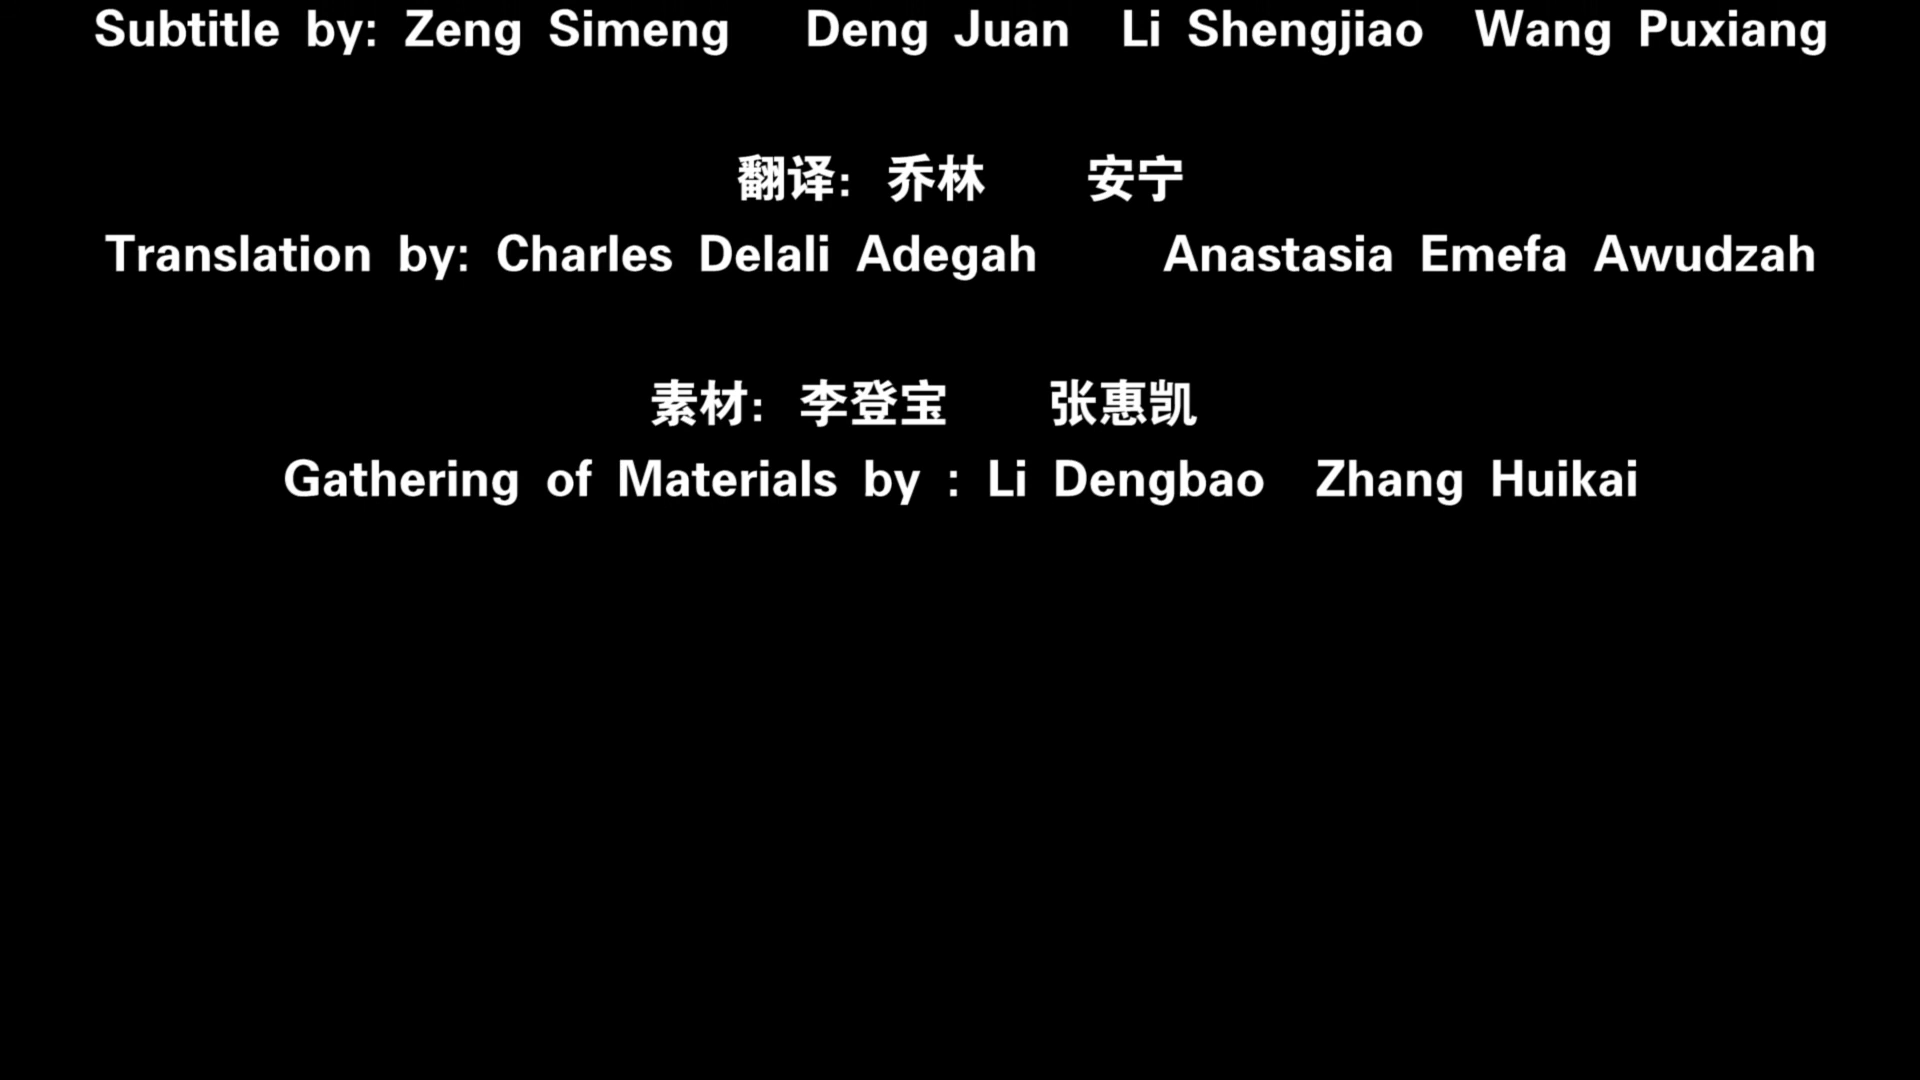 Subtitle by: Zeng Simeng Deng Juan Li Shengjiao Wang Puxiang
翻译: 乔林 安宁
Translation by: Charles Delali Adegah Anastasia Emefa Awudzah
素材: 李登宝 张惠凯
Gathering of Materials by : Li Dengbao Zhang Huikai